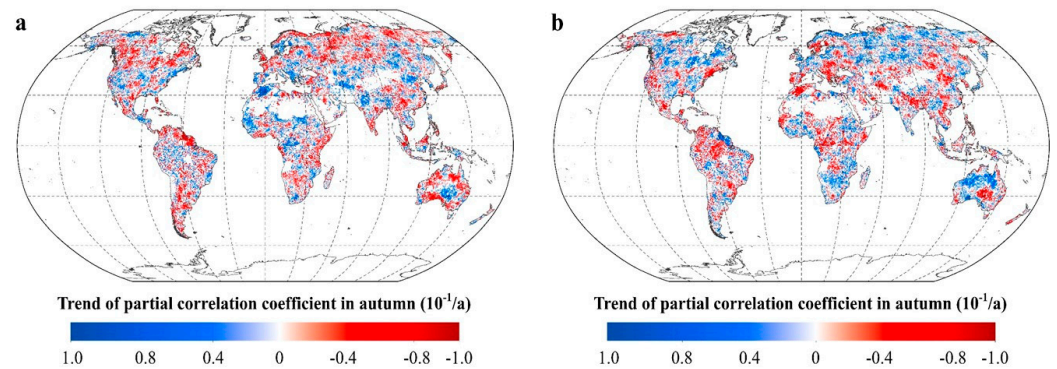 a
b
Trend of partial correlation coefficient in autumn (10⁻¹/a)
1.0 0.8 0.4 0 -0.4 -0.8 -1.0
Trend of partial correlation coefficient in autumn (10⁻¹/a)
1.0 0.8 0.4 0 -0.4 -0.8 -1.0